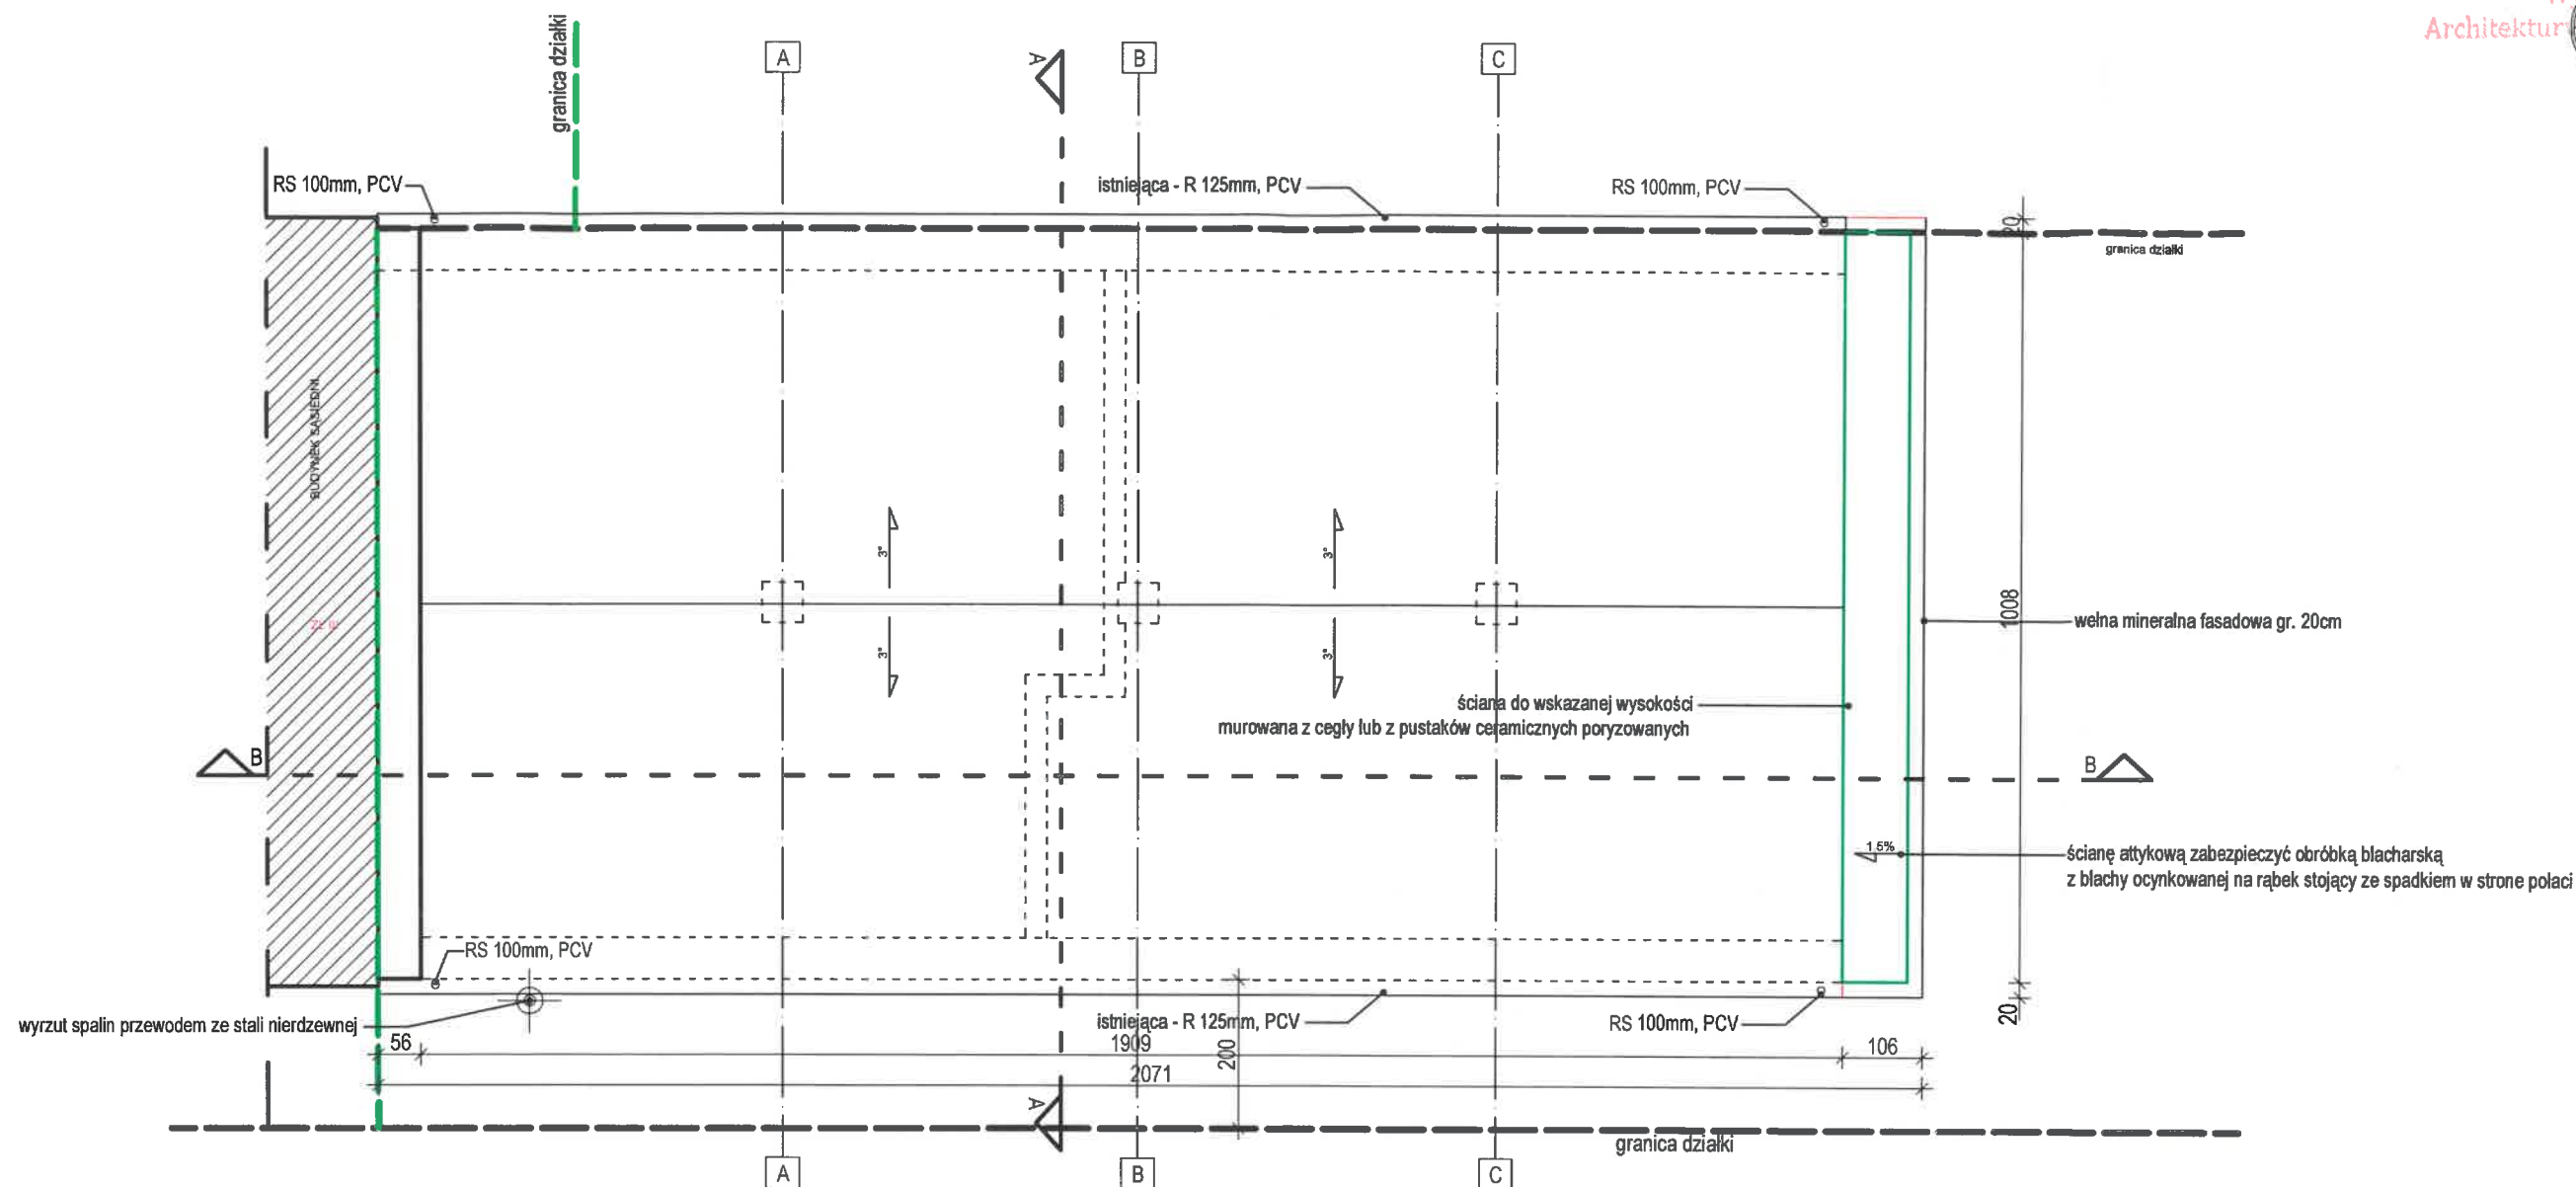 Architektur
granica działki
A
A
B
C
RS 100mm, PCV
istniejąca - R 125mm, PCV
RS 100mm, PCV
20
granica działki
BUDYNEK SĄSIEDNI
ZL III
3°
3°
3°
3°
1008
wełna mineralna fasadowa gr. 20cm
ściana do wskazanej wysokości
murowana z cegły lub z pustaków ceramicznych poryzowanych
B
B
1.5%
ścianę attykową zabezpieczyć obróbką blacharską
z blachy ocynkowanej na rąbek stojący ze spadkiem w strone połaci
RS 100mm, PCV
wyrzut spalin przewodem ze stali nierdzewnej
istniejąca - R 125mm, PCV
RS 100mm, PCV
20
56
1909
200
106
2071
A
granica działki
A
B
C